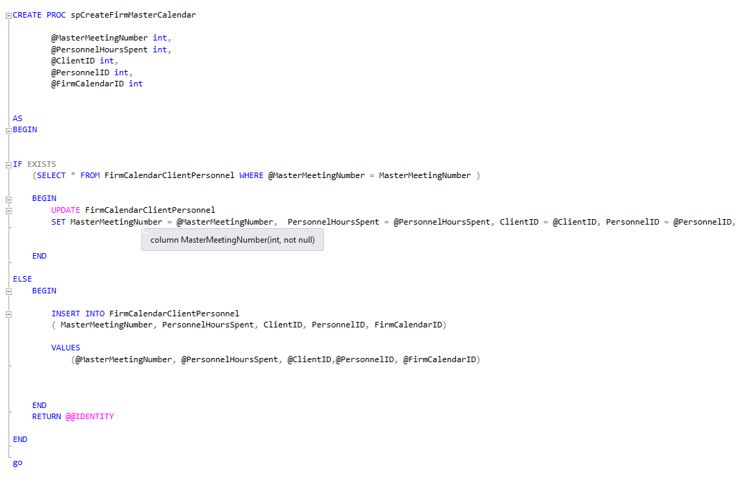 CREATE PROC spCreateFirmMasterCalendar
@MasterMeetingNumber int,
@PersonnelHoursSpent int,
@ClientID int,
@PersonnelID int,
@FirmCalendarID int
AS
BEGIN
IF EXISTS
(SELECT * FROM FirmCalendarClientPersonnel WHERE @MasterMeetingNumber = MasterMeetingNumber )
BEGIN
UPDATE FirmCalendarClientPersonnel
SET MasterMeetingNumber = @MasterMeetingNumber,  PersonnelHoursSpent = @PersonnelHoursSpent, ClientID = @ClientID, PersonnelID = @PersonnelID,
column MasterMeetingNumber(int, not null)
END
ELSE
BEGIN
INSERT INTO FirmCalendarClientPersonnel
( MasterMeetingNumber, PersonnelHoursSpent, ClientID, PersonnelID, FirmCalendarID)
VALUES
(@MasterMeetingNumber, @PersonnelHoursSpent, @ClientID,@PersonnelID, @FirmCalendarID)
END
RETURN @@IDENTITY
END
go